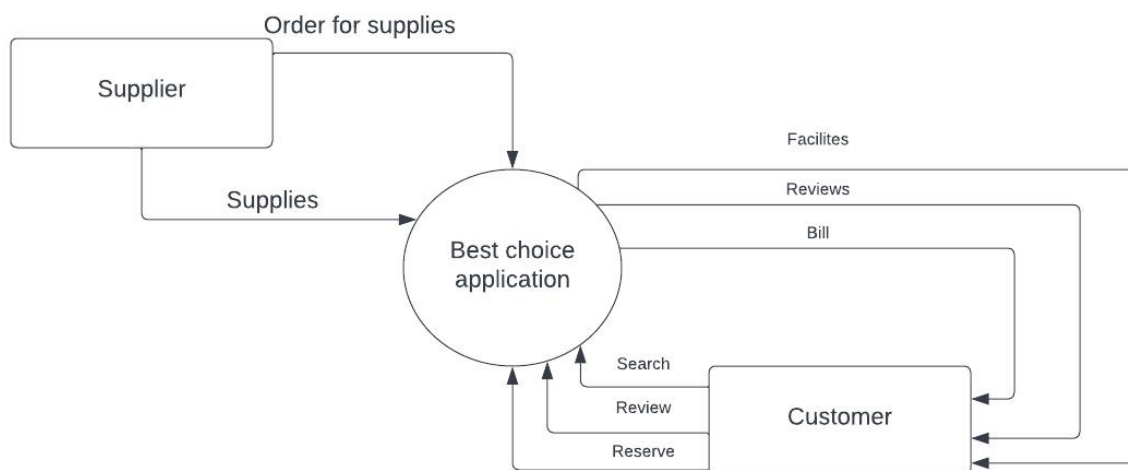 Order for supplies
Supplier
Facilites
Reviews
Supplies
Bill
Best choice
application
Search
Review
Customer
Reserve